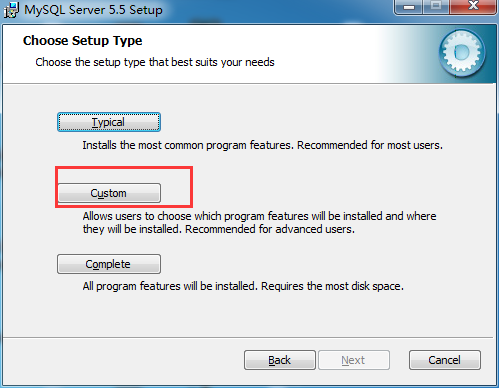 MySQL Server 5.5 Setup
Choose Setup Type
Choose the setup type that best suits your needs
Typical
Installs the most common program features. Recommended for most users.
Custom
Allows users to choose which program features will be installed and where
they will be installed. Recommended for advanced users.
Complete
All program features will be installed. Requires the most disk space.
Back Next Cancel